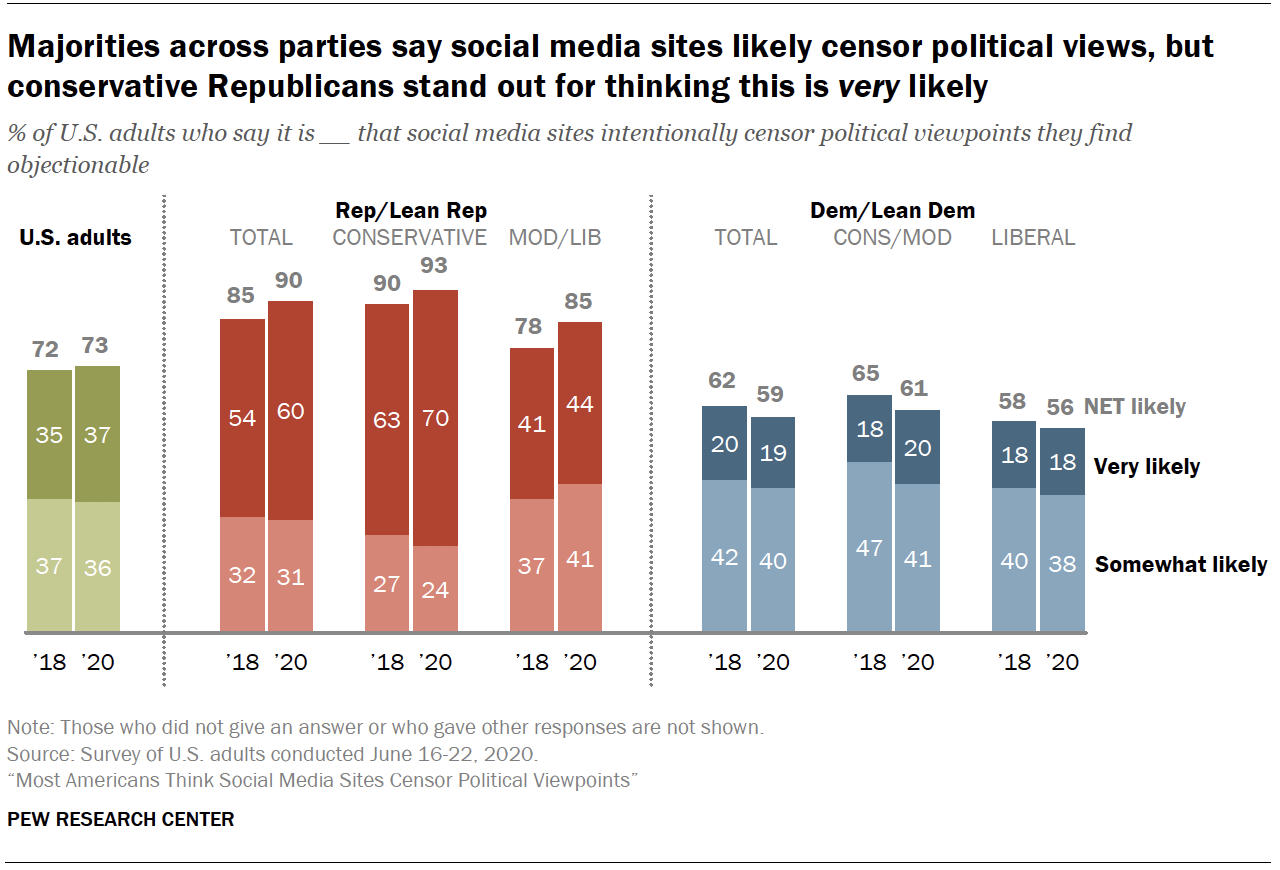 Majorities across parties say social media sites likely censor political views, but
conservative Republicans stand out for thinking this is very likely
% of U.S. adults who say it is __ that social media sites intentionally censor political viewpoints they find
objectionable
Rep/Lean Rep Dem/Lean Dem
U.S. adults TOTAL CONSERVATIVE MOD/LIB TOTAL CONS/MOD LIBERAL
72 73 85 90 90 93 78 85 62 59 65 61 58 56 NET likely
35 37 54 60 63 70 41 44 20 19 18 20 18 18 Very likely
37 36 32 31 27 24 37 41 42 40 47 41 40 38 Somewhat likely
’18 ’20 ’18 ’20 ’18 ’20 ’18 ’20 ’18 ’20 ’18 ’20 ’18 ’20
Note: Those who did not give an answer or who gave other responses are not shown.
Source: Survey of U.S. adults conducted June 16-22, 2020.
“Most Americans Think Social Media Sites Censor Political Viewpoints”
PEW RESEARCH CENTER